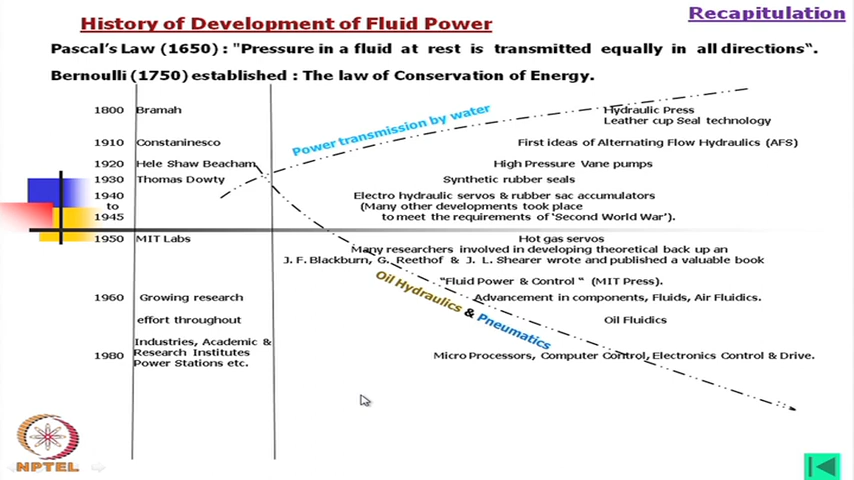 Recapitulation
History of Development of Fluid Power
Pascal's Law (1650) : "Pressure in a fluid at rest is transmitted equally in all directions".
Bernoulli (1750) established : The law of Conservation of Energy.
1800 Bramah Hydraulic Press
Leather cup Seal technology
Power transmission by water
1910 Constaninesco First ideas of Alternating Flow Hydraulics (AFS)
1920 Hele Shaw Beacham High Pressure Vane pumps
1930 Thomas Dowty Synthetic rubber seals
1940 Electro hydraulic servos & rubber sac accumulators
to (Many other developments took place
1945 to meet the requirements of 'Second World War').
1950 MIT Labs Hot gas servos
Many researchers involved in developing theoretical back up an
J. F. Blackburn, G. Reethof & J. L. Shearer wrote and published a valuable book
"Fluid Power & Control " (MIT Press).
Oil Hydraulics & Pneumatics
1960 Growing research Advancement in components, Fluids, Air Fluidics.
effort throughout Oil Fluidics
Industries, Academic &
1980 Research Institutes Micro Processors, Computer Control, Electronics Control & Drive.
Power Stations etc.
NPTEL